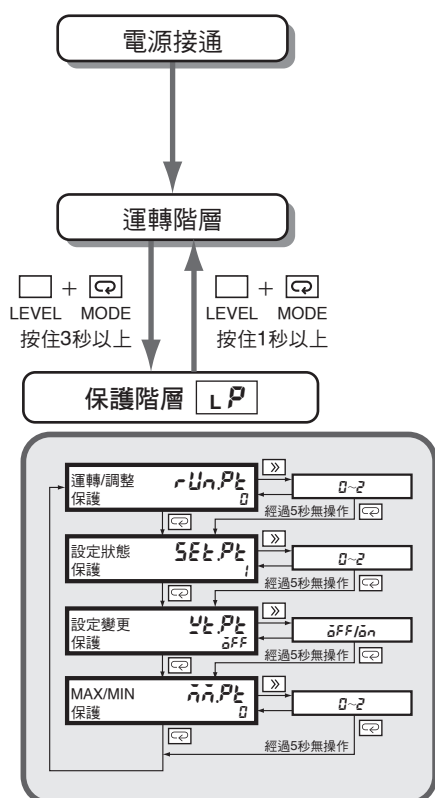 電源接通
運轉階層
+ +
LEVEL MODE LEVEL MODE
按住3秒以上 按住1秒以上
保護階層 LP
運轉/調整 rUn.Pt
保護 0
0~2
經過5秒無操作
設定狀態 SEt.Pt
保護 1
0~2
經過5秒無操作
設定變更 Yt.Pt
保護 oFF
oFF/on
經過5秒無操作
MAX/MIN mm.Pt
保護 0
0~2
經過5秒無操作